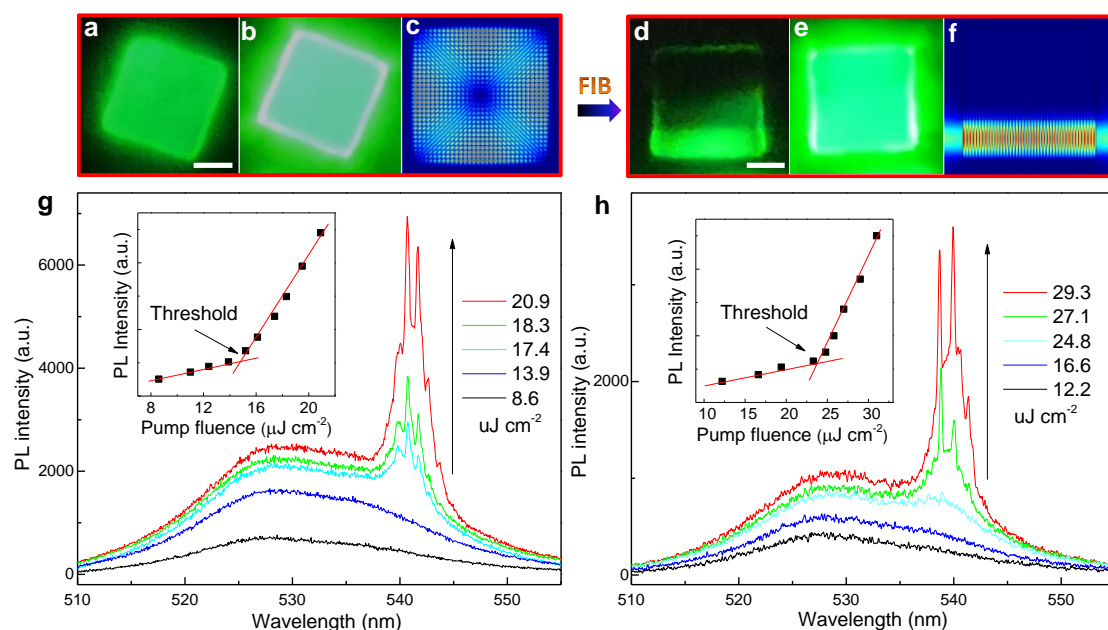 a
b
c
FIB
d
e
f
g
PL intensity (a.u.)
6000
4000
2000
0
510
520
530
540
550
Wavelength (nm)
PL Intensity (a.u.)
Threshold
8
12
16
20
Pump fluence (μJ cm-2)
20.9
18.3
17.4
13.9
8.6
uJ cm-2
h
PL intensity (a.u.)
2000
0
510
520
530
540
550
Wavelength (nm)
PL Intensity (a.u.)
Threshold
10
15
20
25
30
Pump fluence (μJ cm-2)
29.3
27.1
24.8
16.6
12.2
uJ cm-2